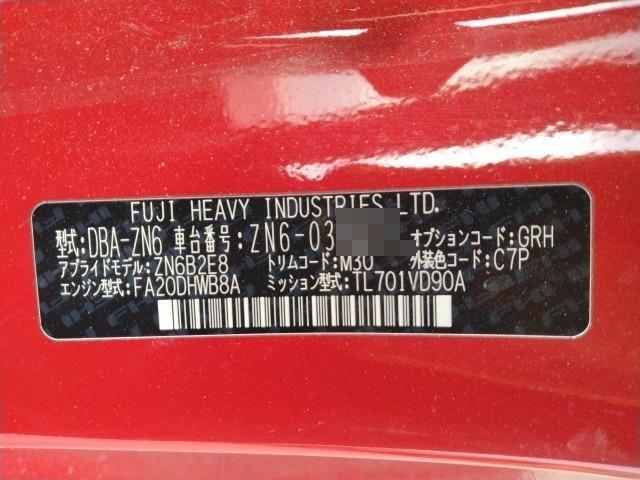 FUJI HEAVY INDUSTRIES LTD.
型式:DBA-ZN6 車台番号:ZN6-03 オプションコード:GRH
アプライドモデル:ZN6B2E8 トリムコード:M30 外装色コード:C7P
エンジン型式:FA20DHWB8A ミッション型式:TL701VD90A